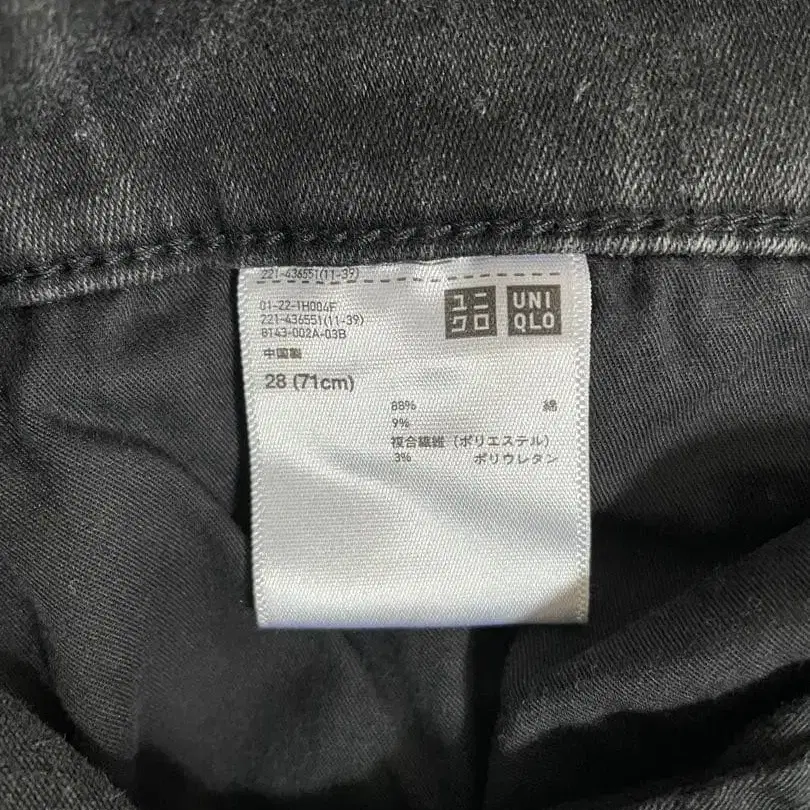 221-436551(11-39)
01-22-1H004F
221-436551(11-39)
0143-002A-03B
中国製
28 (71cm)
ユニ
クロ
UNI
QLO
88% 綿
9%
複合繊維 (ポリエステル)
3% ポリウレタン